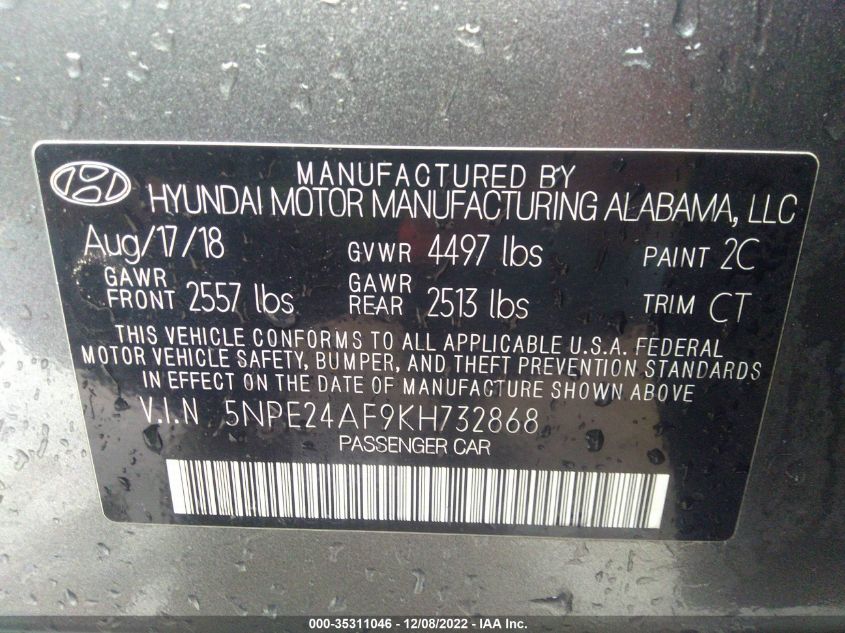 MANUFACTURED BY
HYUNDAI MOTOR MANUFACTURING ALABAMA, LLC
Aug/17/18 GVWR 4497 lbs PAINT 2C
GAWR FRONT 2557 lbs GAWR REAR 2513 lbs TRIM CT
THIS VEHICLE CONFORMS TO ALL APPLICABLE U.S.A. FEDERAL
MOTOR VEHICLE SAFETY, BUMPER, AND THEFT PREVENTION STANDARDS
IN EFFECT ON THE DATE OF MANUFACTURE SHOWN ABOVE
V.I.N 5NPE24AF9KH732868
PASSENGER CAR
000-35311046 - 12/08/2022 - IAA Inc.